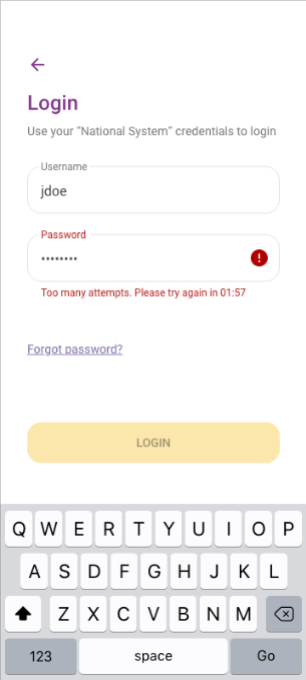 Login
Use your “National System” credentials to login
Username
jdoe
Password
••••••••
Too many attempts. Please try again in 01:57
Forgot password?
LOGIN
Q W E R T Y U I O P
A S D F G H J K L
Z X C V B N M
123 space Go